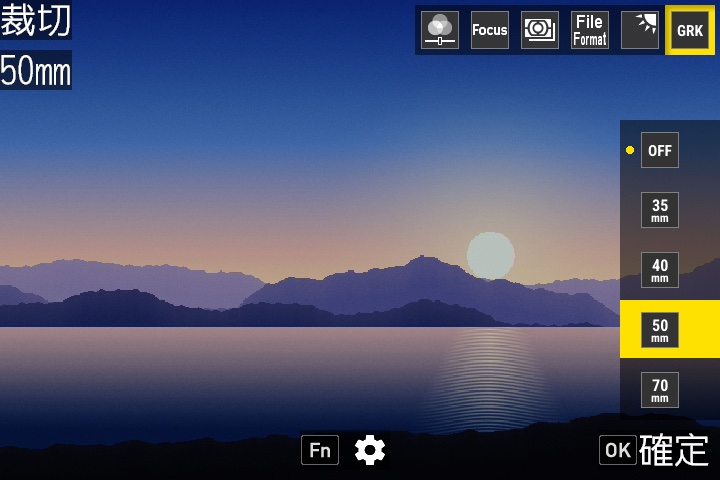 裁切
50mm
Focus
File
Format
GRK
OFF
35
mm
40
mm
50
mm
70
mm
Fn
OK 確定